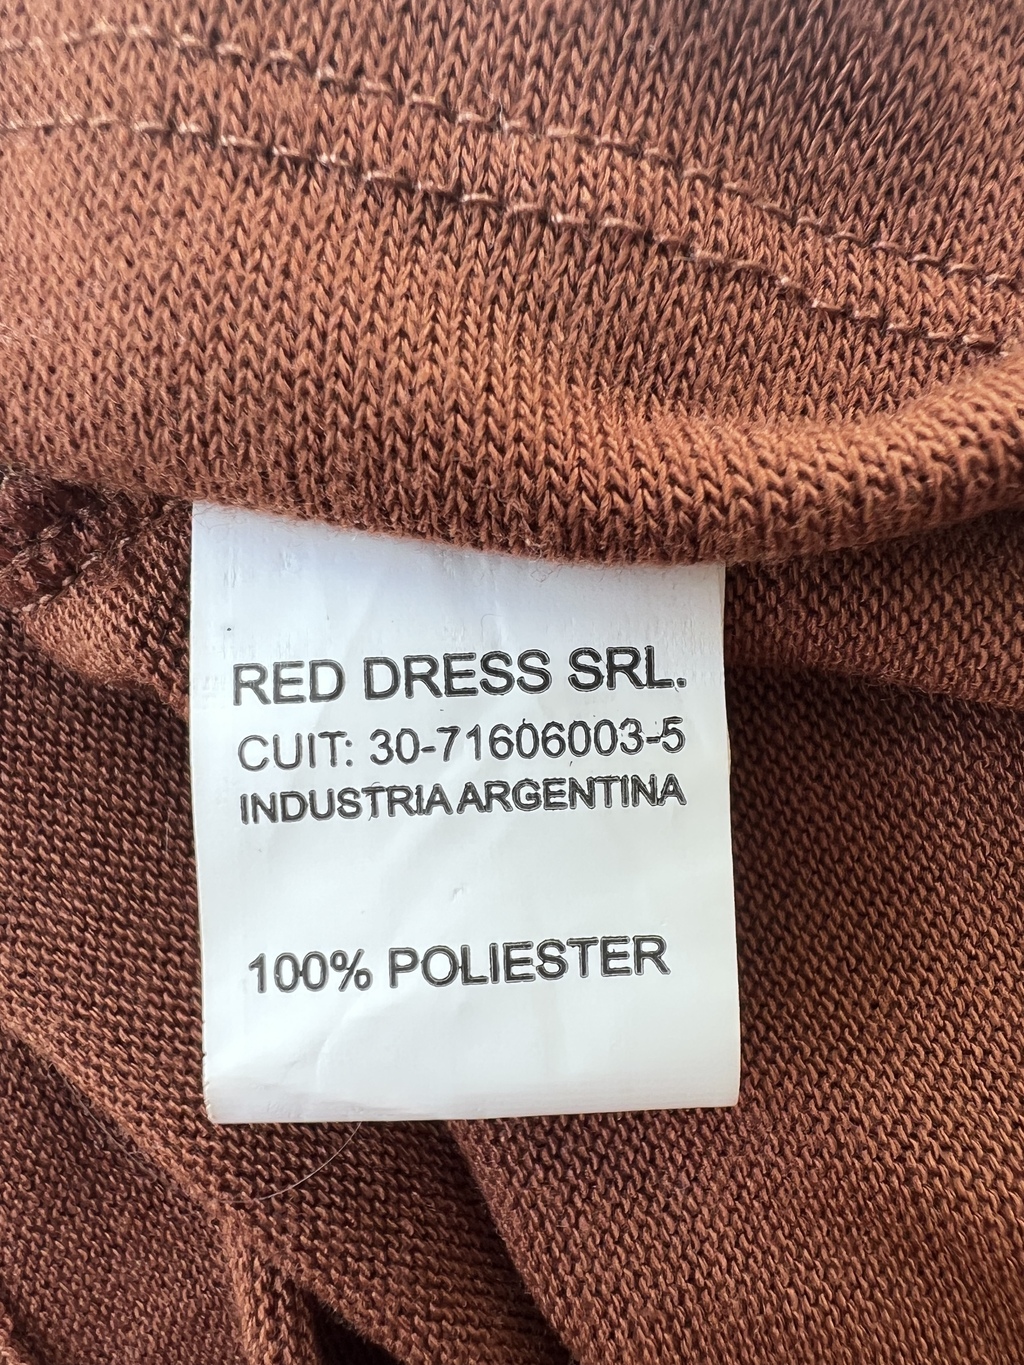 RED DRESS SRL.
CUIT: 30-71606003-5
INDUSTRIA ARGENTINA
100% POLIESTER